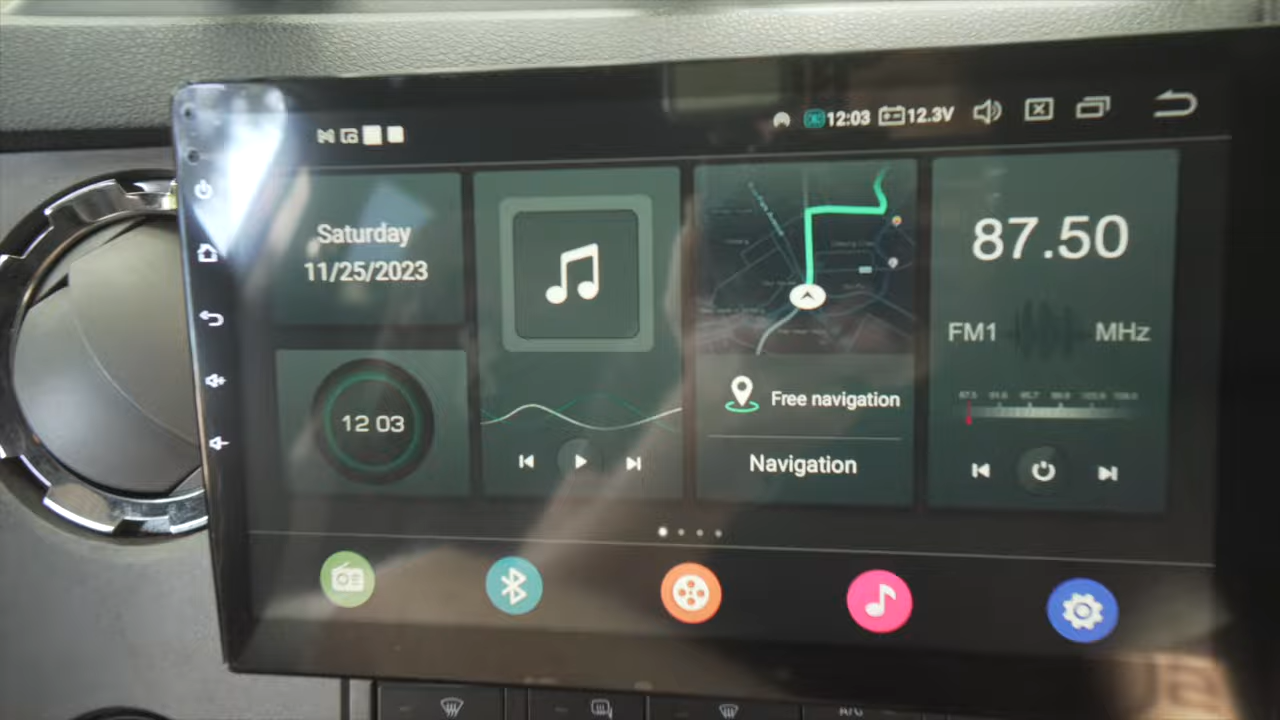 12:03 12.3V
Saturday
11/25/2023
12 03
Free navigation
Navigation
87.50
FM1 MHz
A/C